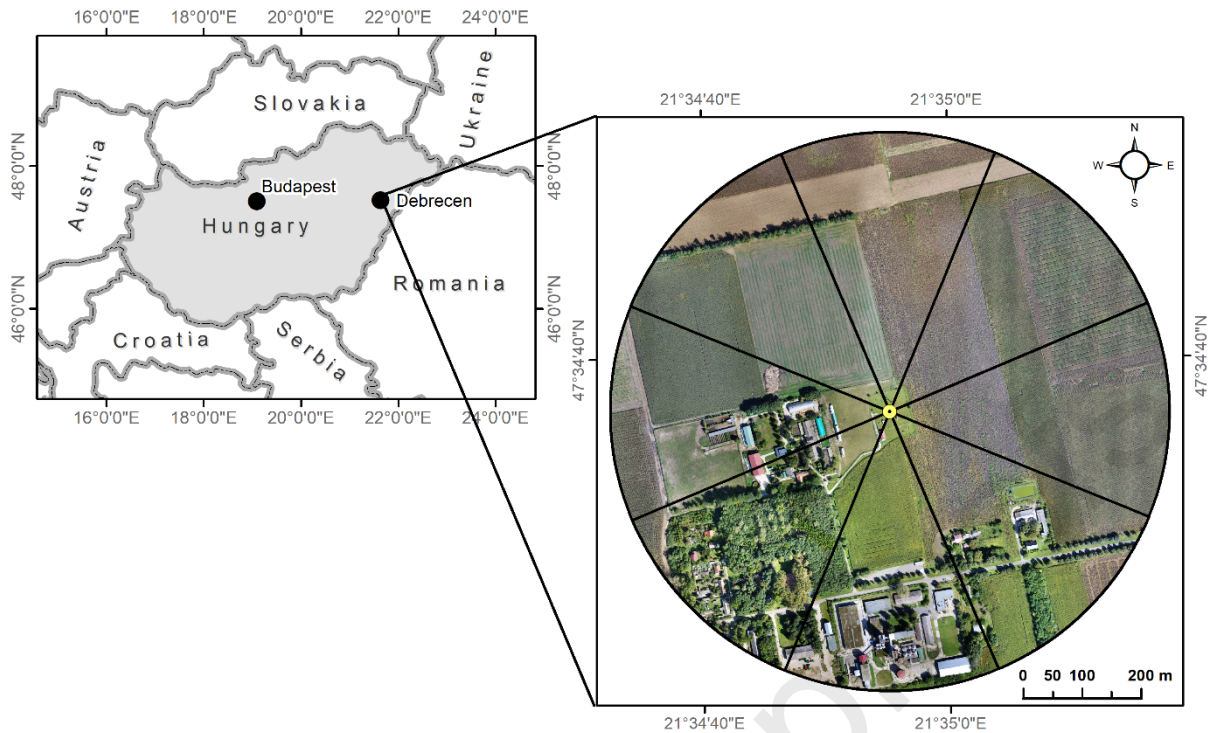 16°0'0"E 18°0'0"E 20°0'0"E 22°0'0"E 24°0'0"E
48°0'0"N
46°0'0"N
Slovakia
Ukraine
Austria
Budapest
Debrecen
Hungary
Romania
Croatia
Serbia
16°0'0"E 18°0'0"E 20°0'0"E 22°0'0"E 24°0'0"E
48°0'0"N
46°0'0"N
21°34'40"E 21°35'0"E
N
W E
S
47°34'40"N
47°34'40"N
0 50 100 200 m
21°34'40"E 21°35'0"E